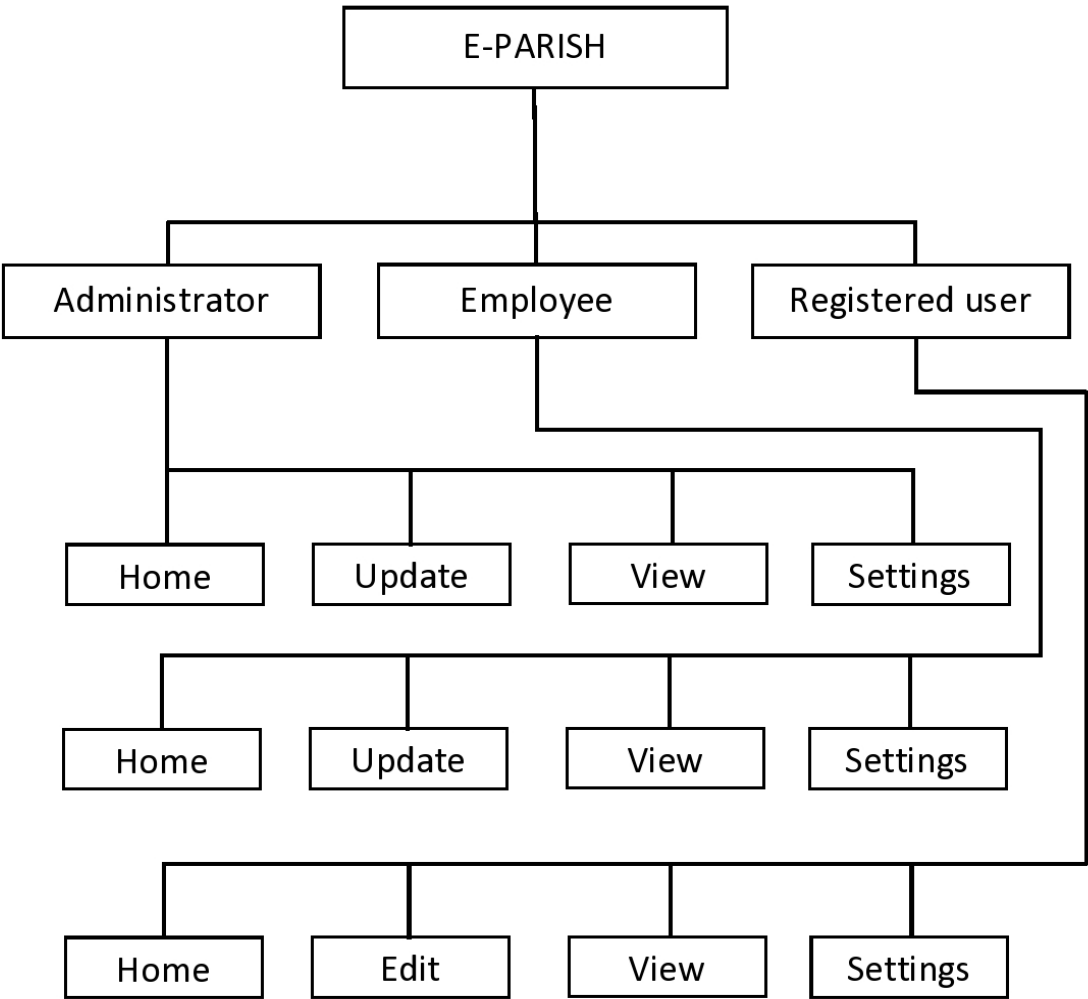 E-PARISH
Administrator
Employee
Registered user
Home
Update
View
Settings
Home
Update
View
Settings
Home
Edit
View
Settings